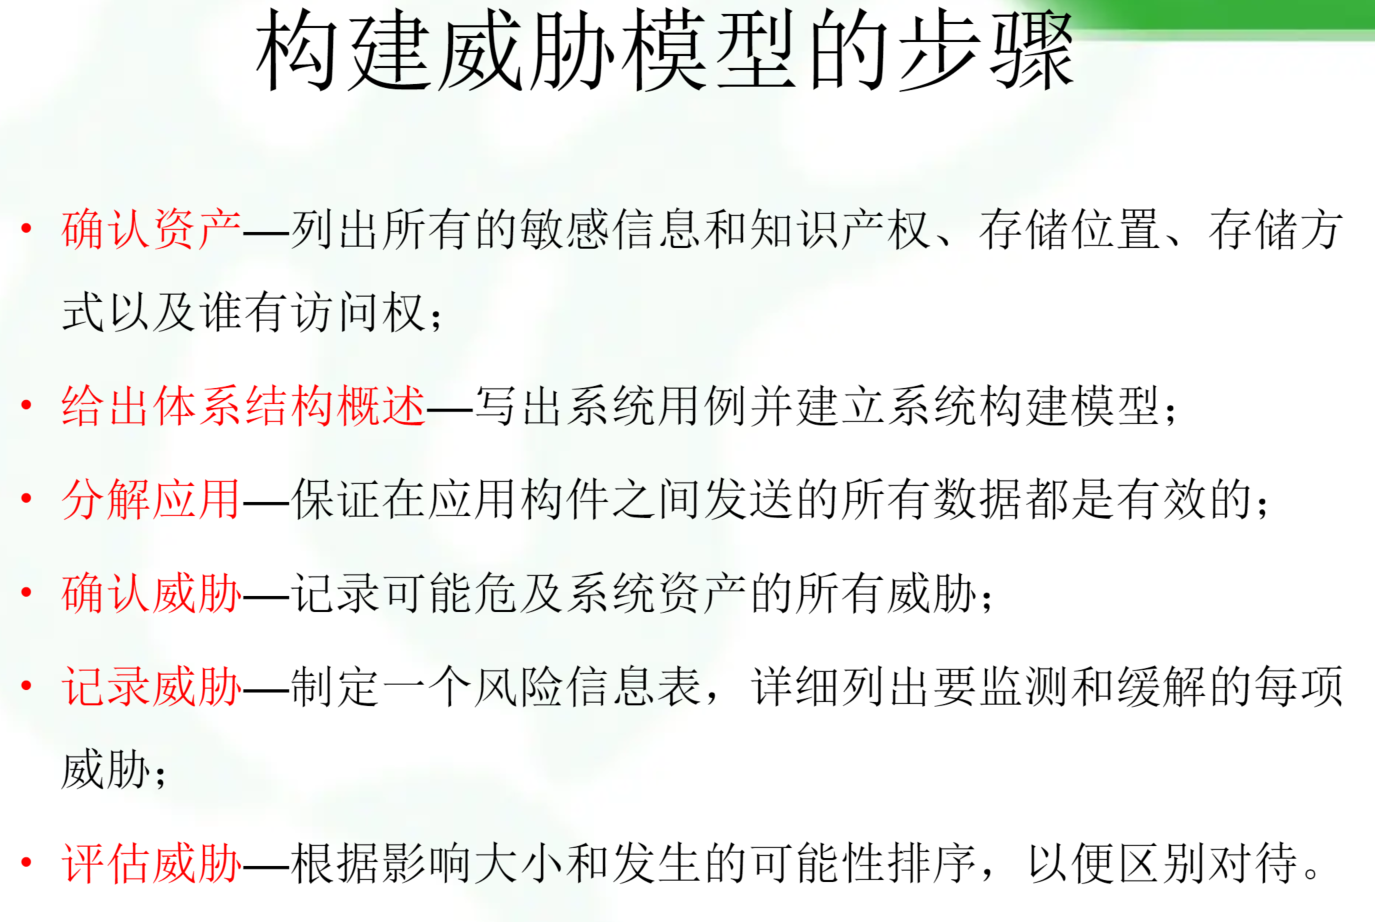 构建威胁模型的步骤
• 确认资产—列出所有的敏感信息和知识产权、存储位置、存储方
式以及谁有访问权；
• 给出体系结构概述—写出系统用例并建立系统构建模型；
• 分解应用—保证在应用构件之间发送的所有数据都是有效的；
• 确认威胁—记录可能危及系统资产的所有威胁；
• 记录威胁—制定一个风险信息表，详细列出要监测和缓解的每项
威胁；
• 评估威胁—根据影响大小和发生的可能性排序，以便区别对待。